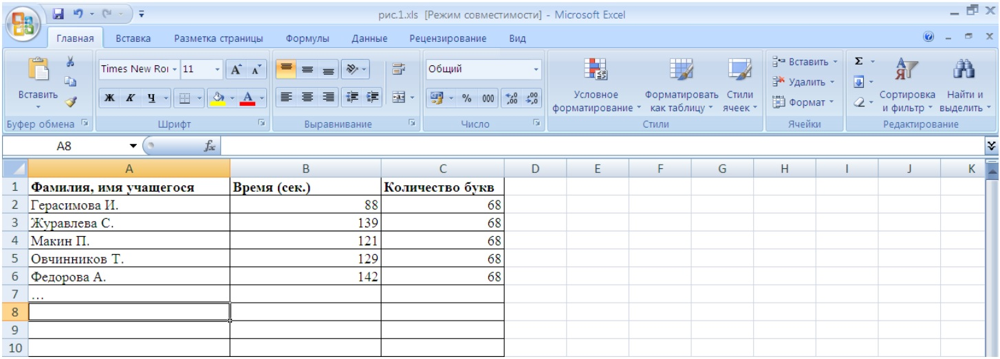 рис.1.xls [Режим совместимости] - Microsoft Excel
Главная Вставка Разметка страницы Формулы Данные Рецензирование Вид
Times New Roı 11 А А Общий Вставить Σ
Вставить Ж К Ч А % 000 Условное форматирование Форматировать как таблицу Стили ячеек Удалить Формат Сортировка и фильтр Найти и выделить
Буфер обмена Шрифт Выравнивание Число Стили Ячейки Редактирование
A8 fx
A B C D E F G H I J K
1 Фамилия, имя учащегося Время (сек.) Количество букв
2 Герасимова И. 88 68
3 Журавлева С. 139 68
4 Макин П. 121 68
5 Овчинников Т. 129 68
6 Федорова А. 142 68
7 ...
8
9
10